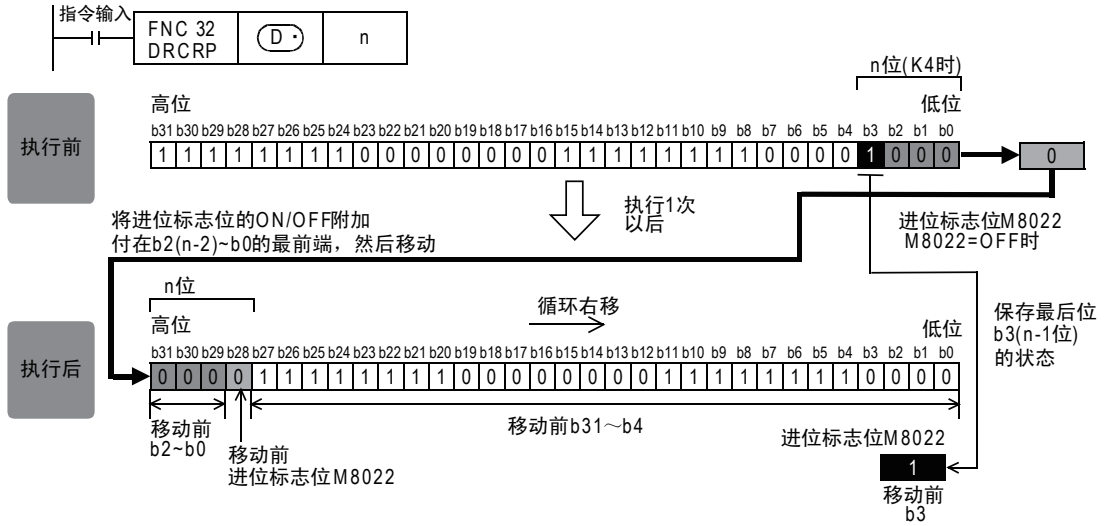 指令输入
FNC 32
DRCRP
D·
n
n位(K4时)
高位
低位
执行前
b31 b30 b29 b28 b27 b26 b25 b24 b23 b22 b21 b20 b19 b18 b17 b16 b15 b14 b13 b12 b11 b10 b9 b8 b7 b6 b5 b4 b3 b2 b1 b0
1 1 1 1 1 1 1 1 0 0 0 0 0 0 0 0 1 1 1 1 1 1 1 1 0 0 0 0 1 0 0 0
0
执行1次
以后
将进位标志位的ON/OFF附加
付在b2(n-2)~b0的最前端，然后移动
进位标志位M8022
M8022=OFF时
n位
循环右移
高位
低位
保存最后位
b3(n-1位)
的状态
执行后
b31 b30 b29 b28 b27 b26 b25 b24 b23 b22 b21 b20 b19 b18 b17 b16 b15 b14 b13 b12 b11 b10 b9 b8 b7 b6 b5 b4 b3 b2 b1 b0
0 0 0 0 1 1 1 1 1 1 1 1 0 0 0 0 0 0 0 0 1 1 1 1 1 1 1 1 0 0 0 0
移动前
b2~b0
移动前
进位标志位M8022
移动前b31～b4
进位标志位M8022
1
移动前
b3